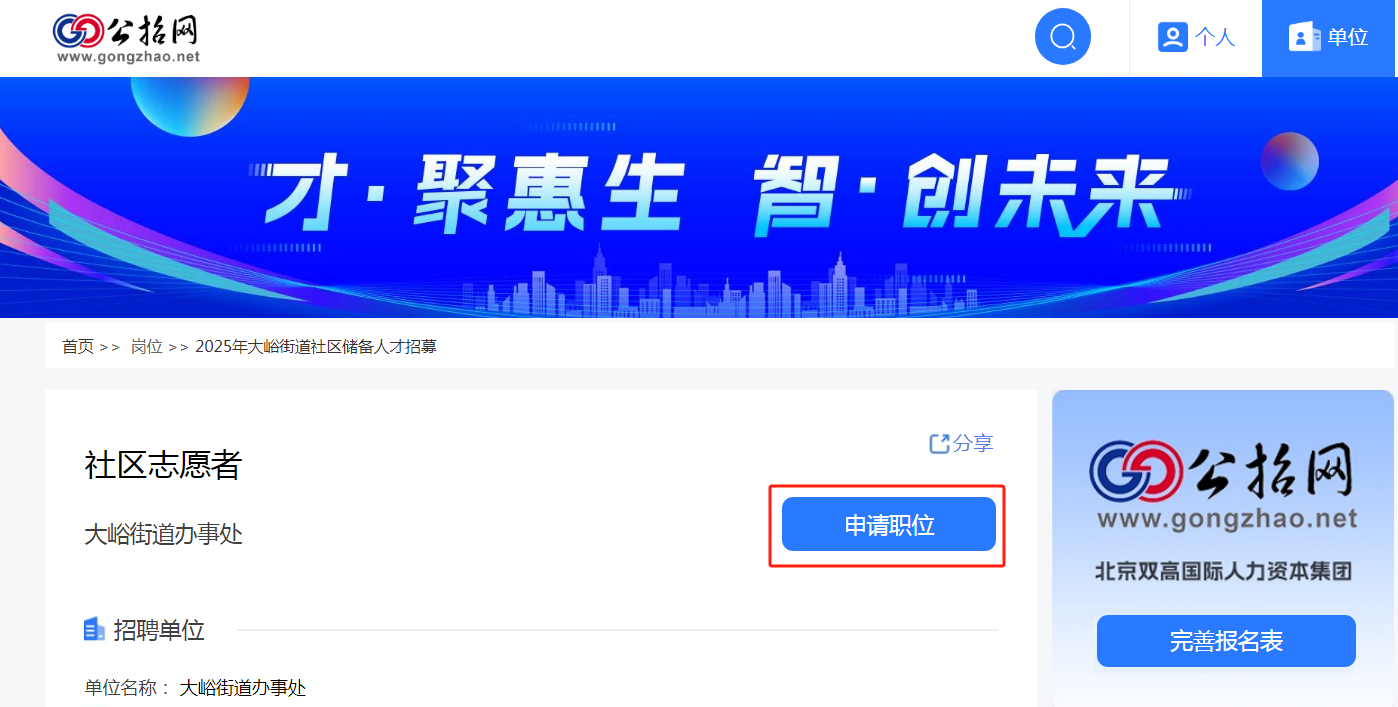 公招网
www.gongzhao.net
个人
单位
才·聚惠生 智·创未来
首页 >> 岗位 >> 2025年大峪街道社区储备人才招募
分享
社区志愿者
申请职位
大峪街道办事处
招聘单位
单位名称： 大峪街道办事处
公招网
www.gongzhao.net
北京双高国际人力资本集团
完善报名表